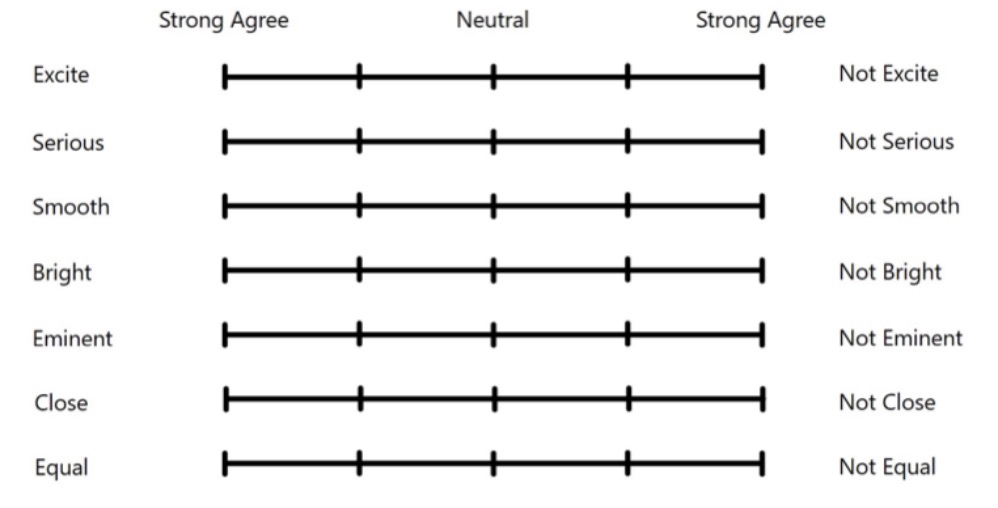 Strong Agree Neutral Strong Agree
Excite Not Excite
Serious Not Serious
Smooth Not Smooth
Bright Not Bright
Eminent Not Eminent
Close Not Close
Equal Not Equal